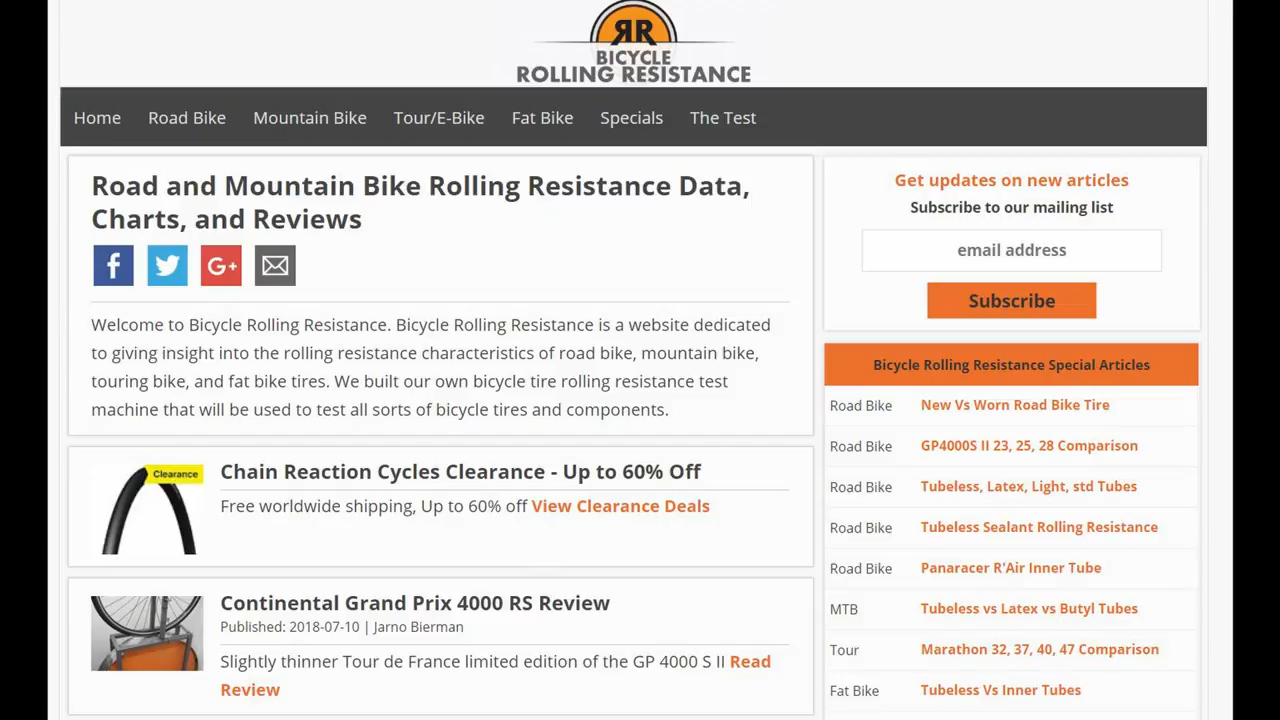 RR
BICYCLE
ROLLING RESISTANCE
Home Road Bike Mountain Bike Tour/E-Bike Fat Bike Specials The Test
Road and Mountain Bike Rolling Resistance Data,
Charts, and Reviews
f G+
Welcome to Bicycle Rolling Resistance. Bicycle Rolling Resistance is a website dedicated
to giving insight into the rolling resistance characteristics of road bike, mountain bike,
touring bike, and fat bike tires. We built our own bicycle tire rolling resistance test
machine that will be used to test all sorts of bicycle tires and components.
Clearance
Chain Reaction Cycles Clearance - Up to 60% Off
Free worldwide shipping, Up to 60% off View Clearance Deals
Continental Grand Prix 4000 RS Review
Published: 2018-07-10 | Jarno Bierman
Slightly thinner Tour de France limited edition of the GP 4000 S II Read
Review
Get updates on new articles
Subscribe to our mailing list
email address
Subscribe
Bicycle Rolling Resistance Special Articles
Road Bike New Vs Worn Road Bike Tire
Road Bike GP4000S II 23, 25, 28 Comparison
Road Bike Tubeless, Latex, Light, std Tubes
Road Bike Tubeless Sealant Rolling Resistance
Road Bike Panaracer R'Air Inner Tube
MTB Tubeless vs Latex vs Butyl Tubes
Tour Marathon 32, 37, 40, 47 Comparison
Fat Bike Tubeless Vs Inner Tubes